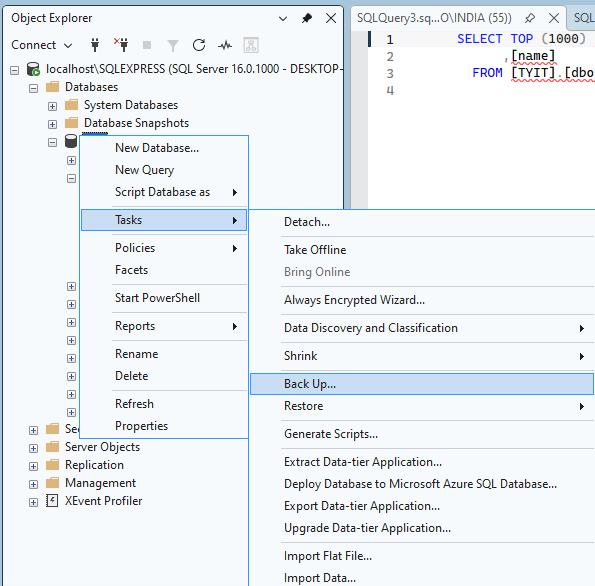 Object Explorer
Connect
localhost\SQLEXPRESS (SQL Server 16.0.1000 - DESKTOP-
Databases
System Databases
Database Snapshots
New Database...
New Query
Script Database as
Tasks
Policies
Facets
Start PowerShell
Reports
Rename
Delete
Refresh
Properties
Detach...
Take Offline
Bring Online
Always Encrypted Wizard...
Data Discovery and Classification
Shrink
Back Up...
Restore
Generate Scripts...
Extract Data-tier Application...
Deploy Database to Microsoft Azure SQL Database...
Export Data-tier Application...
Upgrade Data-tier Application...
Import Flat File...
Import Data...
Se
Server Objects
Replication
Management
XEvent Profiler
SQLQuery3.sq...O\INDIA (55))
SQL
1 SELECT TOP (1000)
2 ,[name]
3 FROM [TYIT].[dbo
4